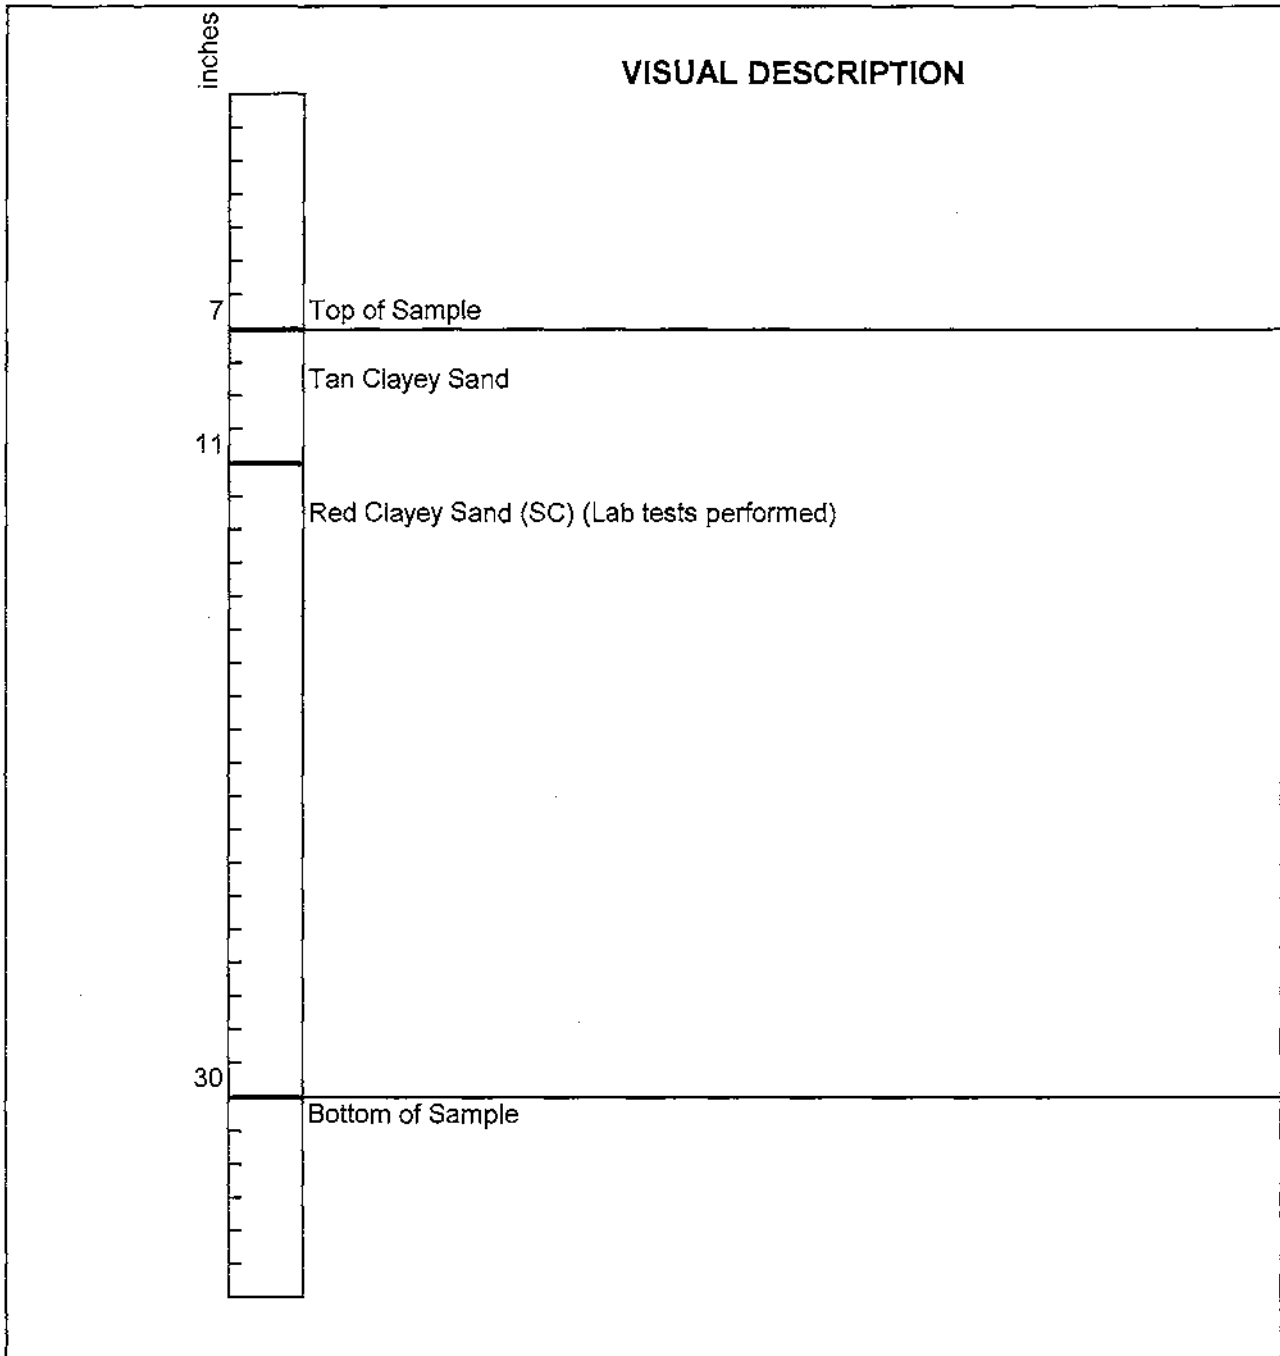 inches
VISUAL DESCRIPTION
7
Top of Sample
Tan Clayey Sand
11
Red Clayey Sand (SC) (Lab tests performed)
30
Bottom of Sample